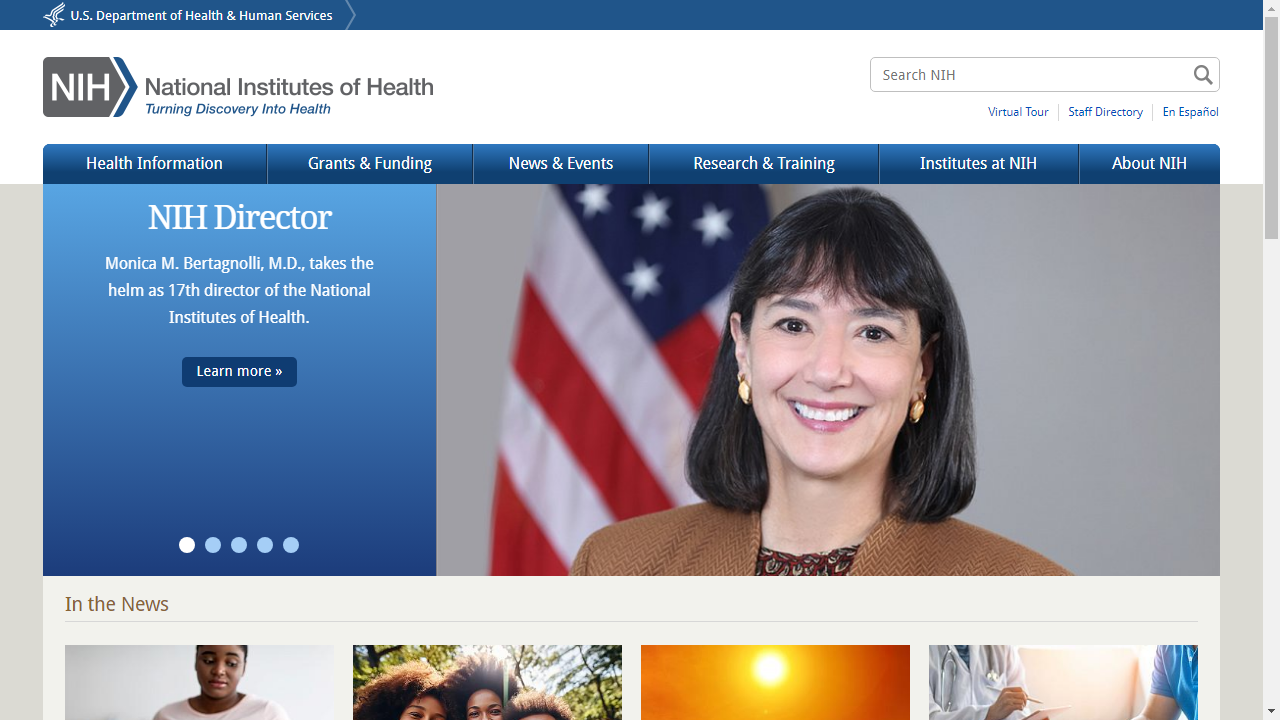 U.S. Department of Health & Human Services
NIH
National Institutes of Health
Turning Discovery Into Health
Search NIH
Virtual Tour
Staff Directory
En Español
Health Information
Grants & Funding
News & Events
Research & Training
Institutes at NIH
About NIH
NIH Director
Monica M. Bertagnolli, M.D., takes the
helm as 17th director of the National
Institutes of Health.
Learn more »
In the News